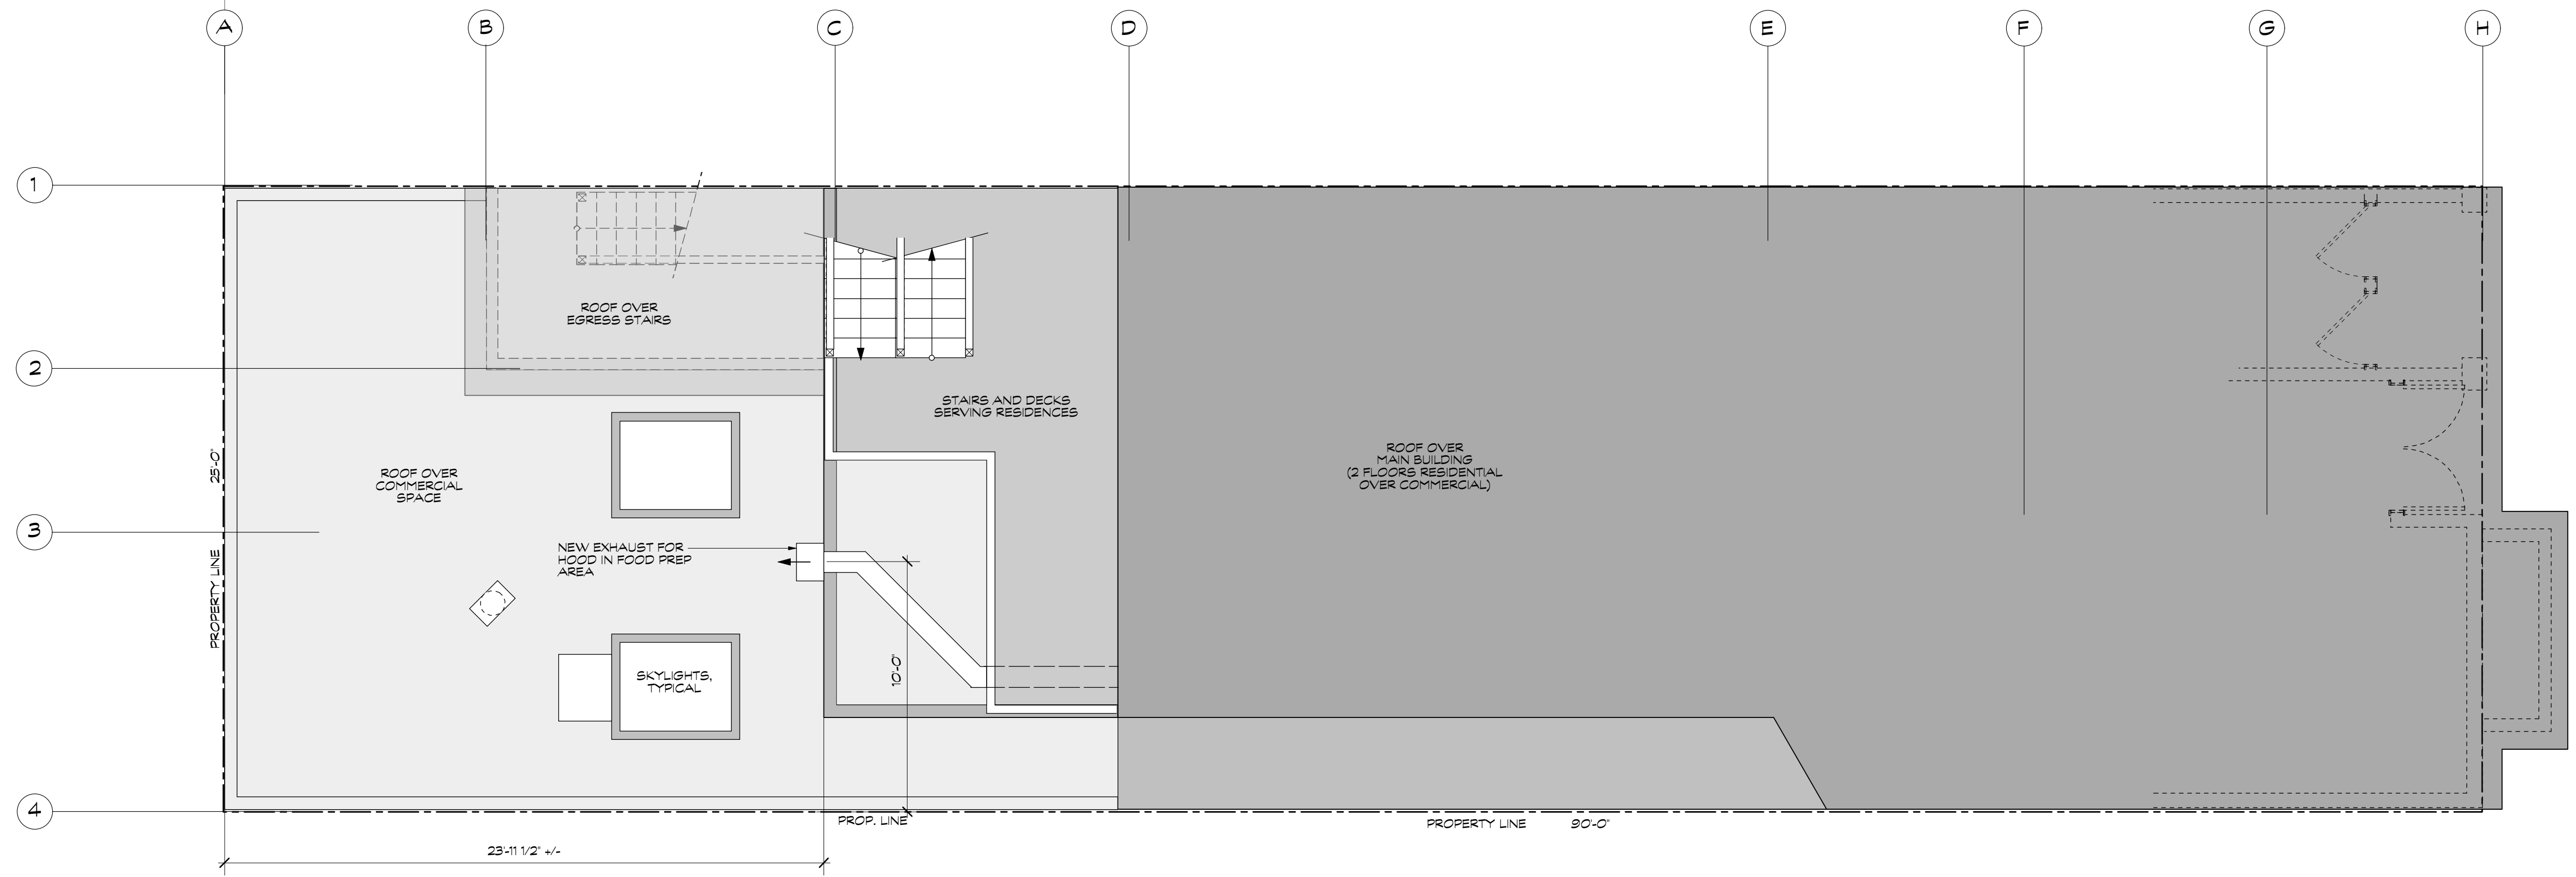 A
B
C
D
E
F
G
H
1
2
3
4
ROOF OVER
EGRESS STAIRS
STAIRS AND DECKS
SERVING RESIDENCES
ROOF OVER
COMMERCIAL
SPACE
ROOF OVER
MAIN BUILDING
(2 FLOORS RESIDENTIAL
OVER COMMERCIAL)
25'-0"
PROPERTY LINE
NEW EXHAUST FOR
HOOD IN FOOD PREP
AREA
10'-0"
SKYLIGHTS,
TYPICAL
PROP. LINE
PROPERTY LINE 90'-0"
23'-11 1/2" +/-